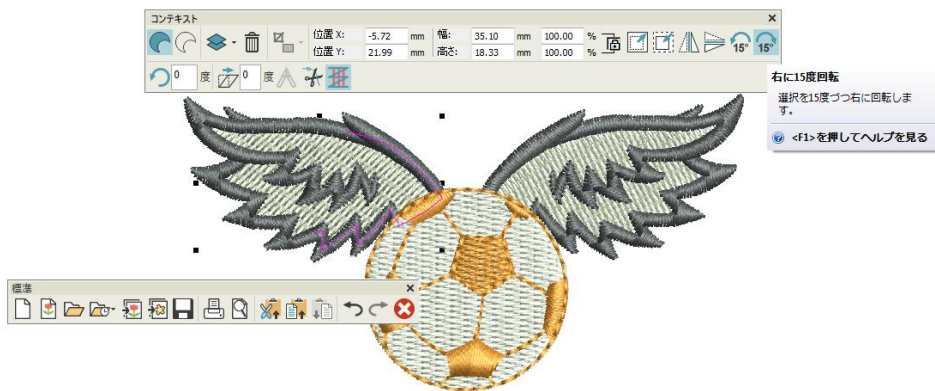 コンテキスト
位置 X: -5.72 mm 幅: 35.10 mm 100.00 %
位置 Y: 21.99 mm 高さ: 18.33 mm 100.00 %
15° 15°
0 度 0 度
右に15度回転
選択を15度づつ右に回転しま
す。
<F1>を押してヘルプを見る
標準